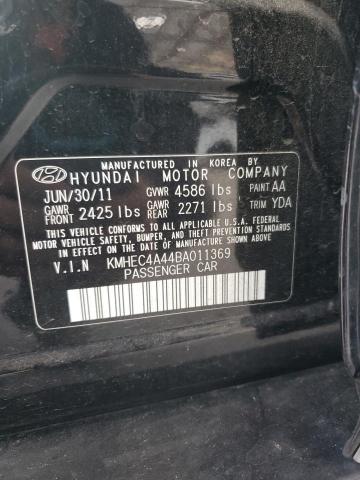 MANUFACTURED IN KOREA BY
HYUNDAI MOTOR COMPANY
JUN/30/11 GVWR 4586 lbs PAINT AA
GAWR FRONT 2425 lbs GAWR REAR 2271 lbs TRIM YDA
THIS VEHICLE CONFORMS TO ALL APPLICABLE U.S.A. FEDERAL
MOTOR VEHICLE SAFETY, BUMPER, AND THEFT PREVENTION
STANDARDS IN EFFECT ON THE DATE OF MANUFACTURE SHOWN ABOVE.
V.I.N KMHEC4A44BA011369
PASSENGER CAR